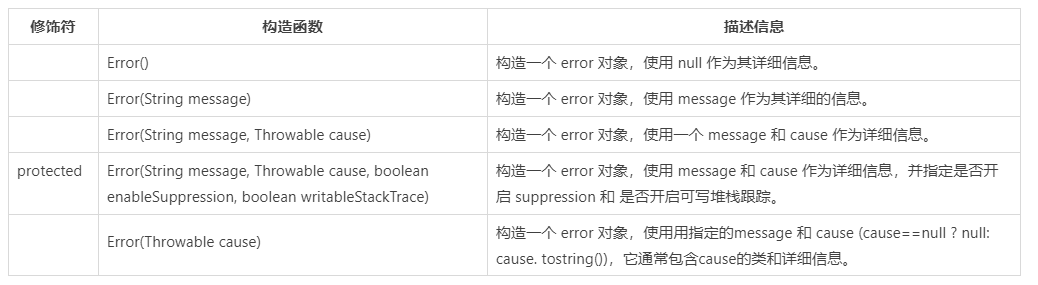 修饰符 构造函数 描述信息
Error() 构造一个 error 对象，使用 null 作为其详细信息。
Error(String message) 构造一个 error 对象，使用 message 作为其详细的信息。
Error(String message, Throwable cause) 构造一个 error 对象，使用一个 message 和 cause 作为详细信息。
protected Error(String message, Throwable cause, boolean 构造一个 error 对象，使用 message 和 cause 作为详细信息，并指定是否开
enableSuppression, boolean writableStackTrace) 启 suppression 和 是否开启可写堆栈跟踪。
Error(Throwable cause) 构造一个 error 对象，使用用指定的message 和 cause (cause==null ? null:
cause. tostring())，它通常包含cause的类和详细信息。